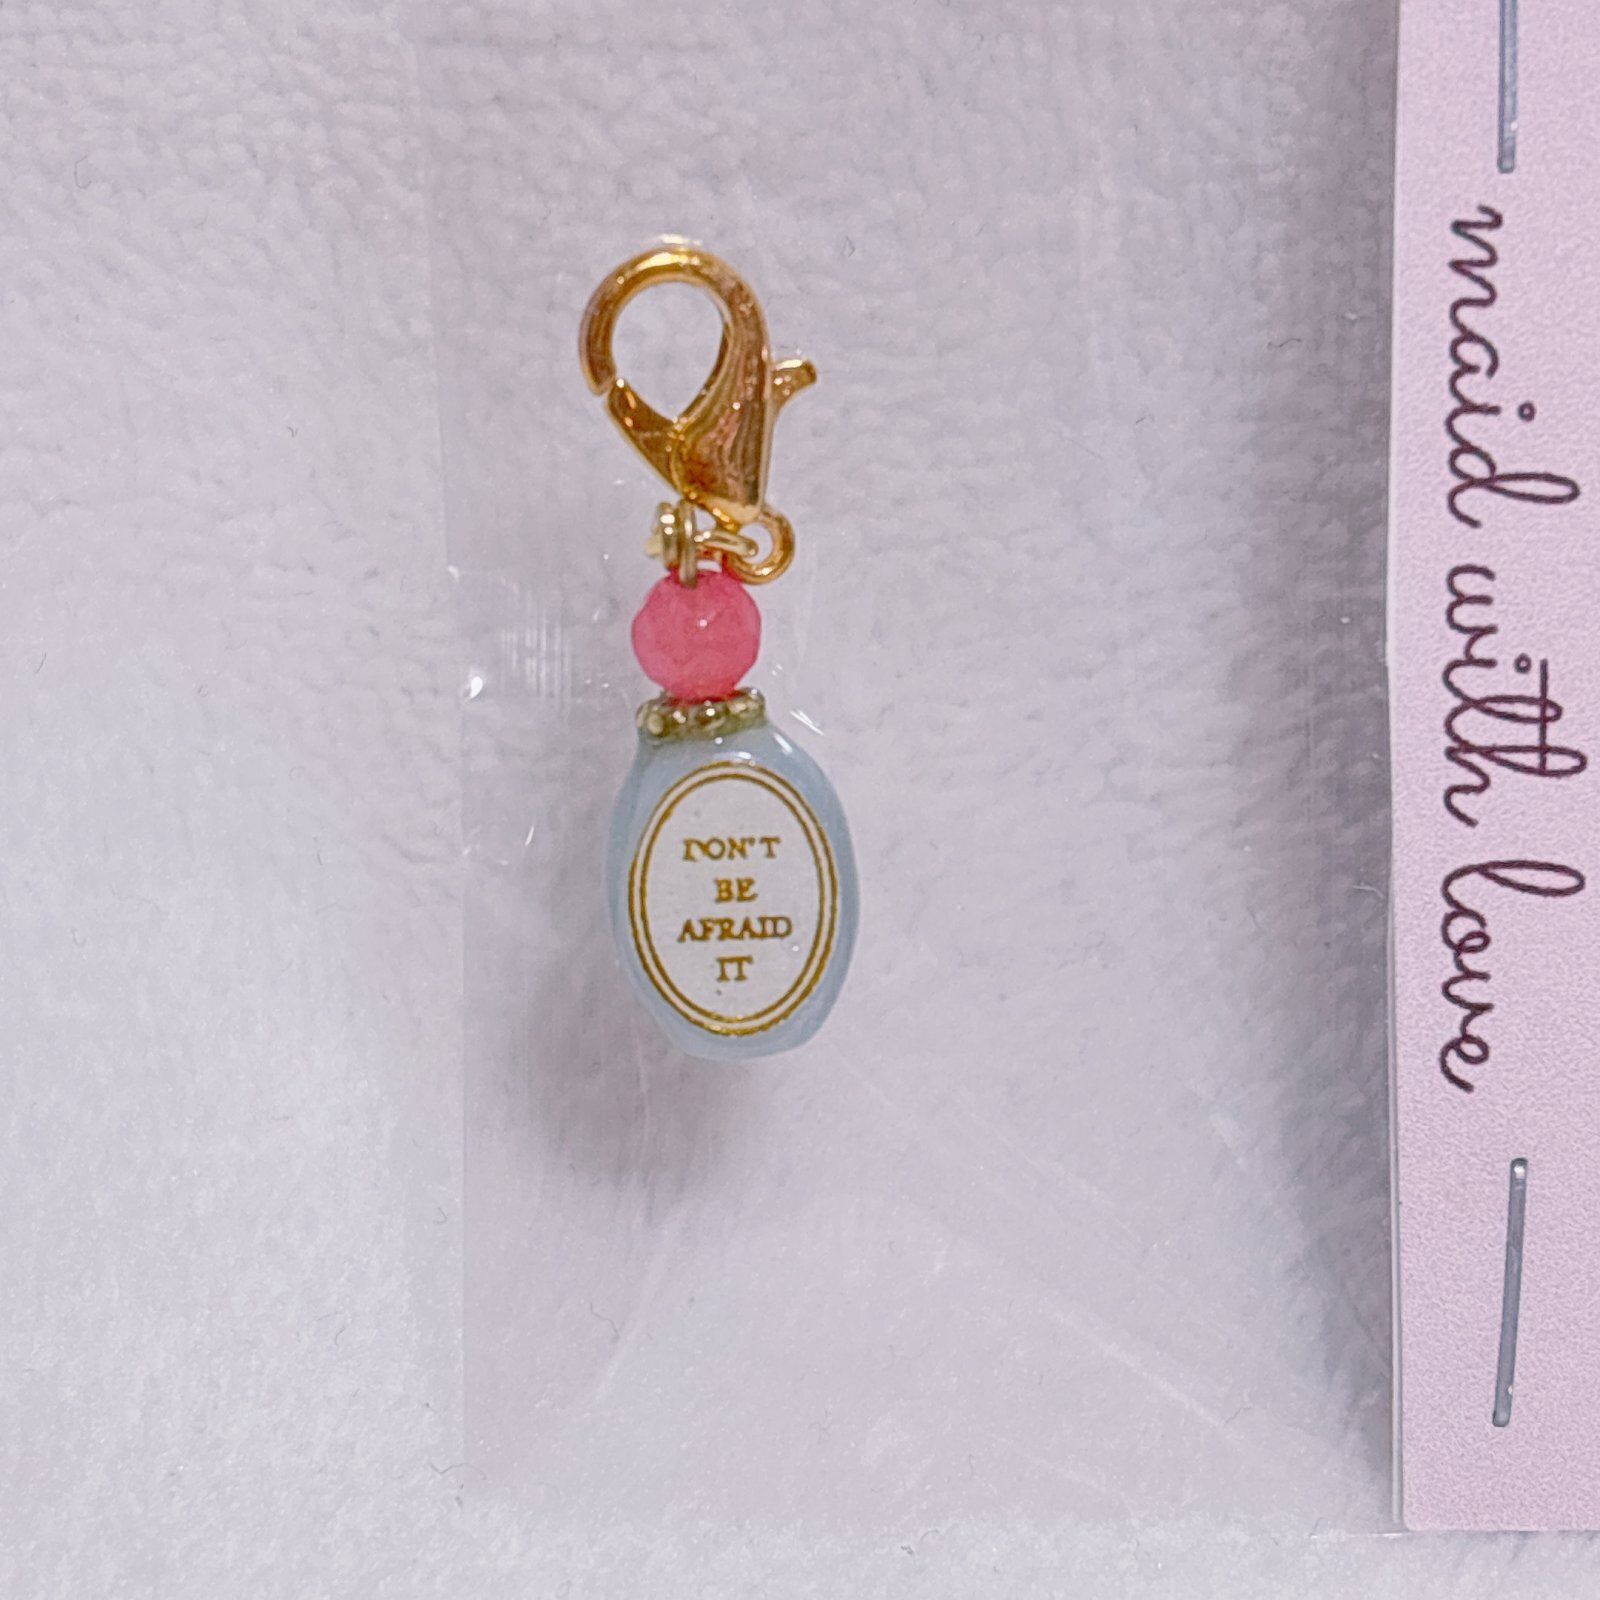 DON'T
BE
AFRAID
IT
maid with love